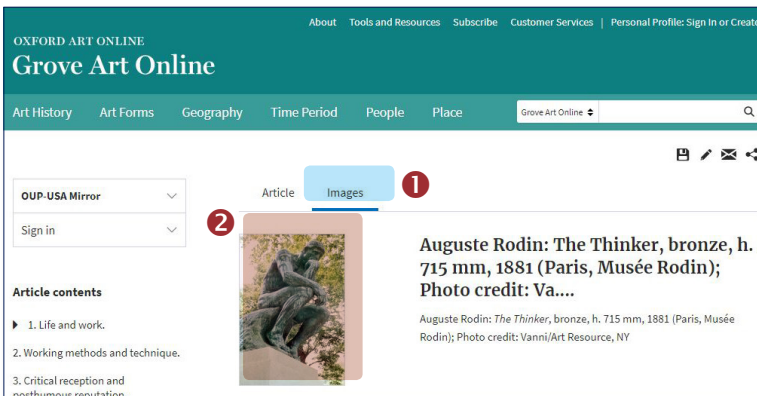 About Tools and Resources Subscribe Customer Services | Personal Profile: Sign In or Create
OXFORD ART ONLINE
Grove Art Online
Art History Art Forms Geography Time Period People Place Grove Art Online
OUP-USA Mirror
Sign in
Article Images 1
2
Auguste Rodin: The Thinker, bronze, h.
715 mm, 1881 (Paris, Musée Rodin);
Photo credit: Va....
Auguste Rodin: The Thinker, bronze, h. 715 mm, 1881 (Paris, Musée
Rodin); Photo credit: Vanni/Art Resource, NY
Article contents
1. Life and work.
2. Working methods and technique.
3. Critical reception and
posthumous reputation